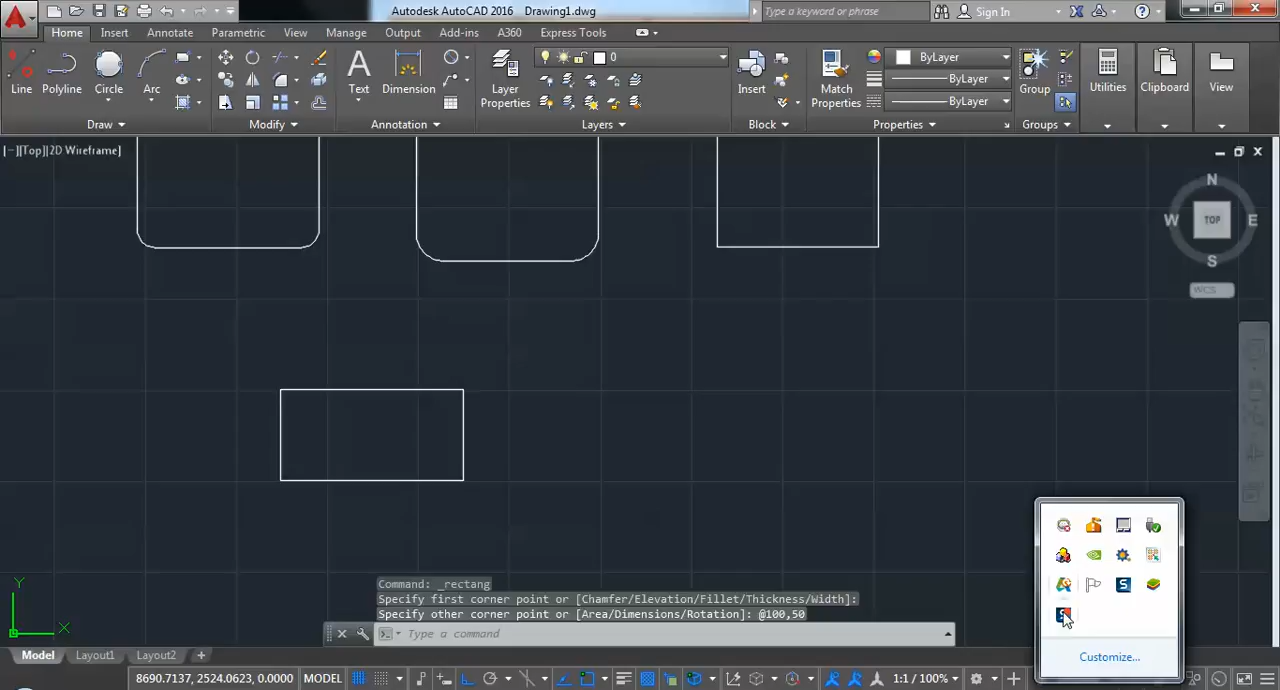 Autodesk AutoCAD 2016 Drawing1.dwg
Type a keyword or phrase
Sign In
Home Insert Annotate Parametric View Manage Output Add-ins A360 Express Tools
Line Polyline Circle Arc
Text Dimension
Layer
Properties
0
Insert
Match
Properties
ByLayer
ByLayer
ByLayer
Group
Utilities
Clipboard
View
Draw Modify Annotation Layers Block Properties Groups
[−][Top][2D Wireframe]
N
W TOP E
S
WCS
Y
X
Command: _rectang
Specify first corner point or [Chamfer/Elevation/Fillet/Thickness/Width]:
Specify other corner point or [Area/Dimensions/Rotation]: @100,50
Type a command
Customize...
Model Layout1 Layout2 +
8690.7137, 2524.0623, 0.0000 MODEL
1:1 / 100%